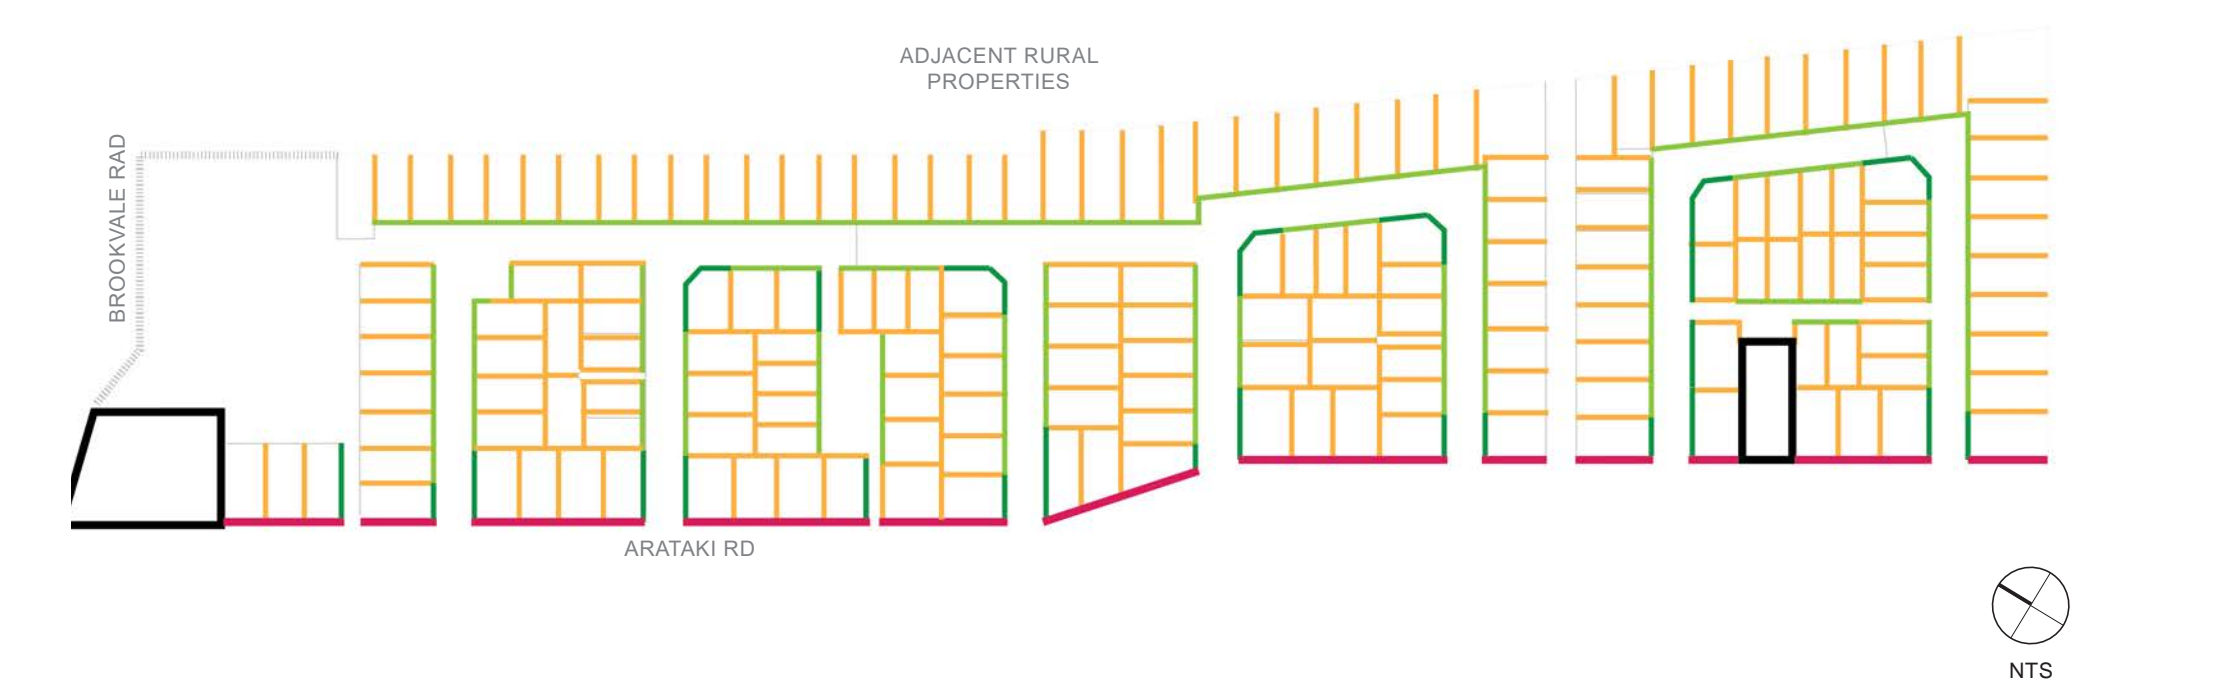 ADJACENT RURAL
PROPERTIES
BROOKVALE RAD
ARATAKI RD
NTS